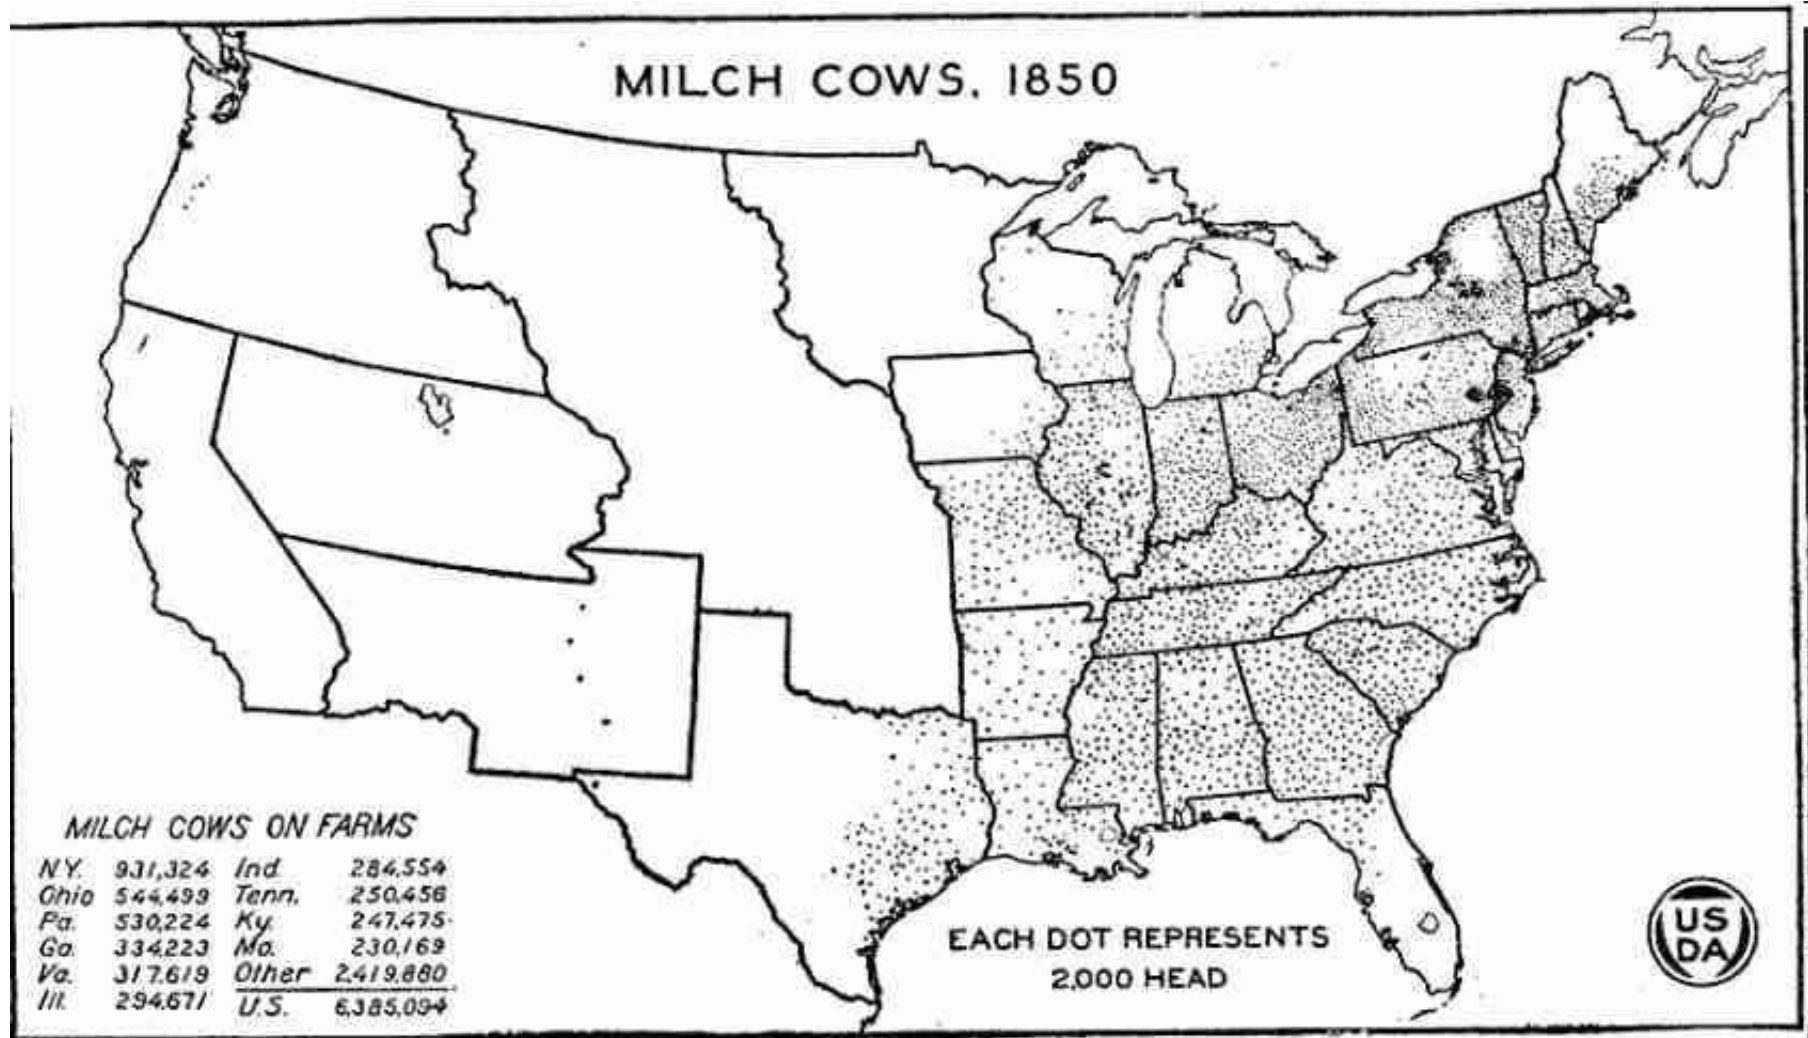 MILCH COWS, 1850
MILCH COWS ON FARMS
N.Y. 931,324 Ind. 284,554
Ohio 544,499 Tenn. 250,456
Pa. 530,224 Ky. 247,475
Ga. 334,223 Mo. 230,169
Va. 317,619 Other 2,419,880
Ill. 294,671 U.S. 6,385,094
EACH DOT REPRESENTS
2,000 HEAD
US
DA